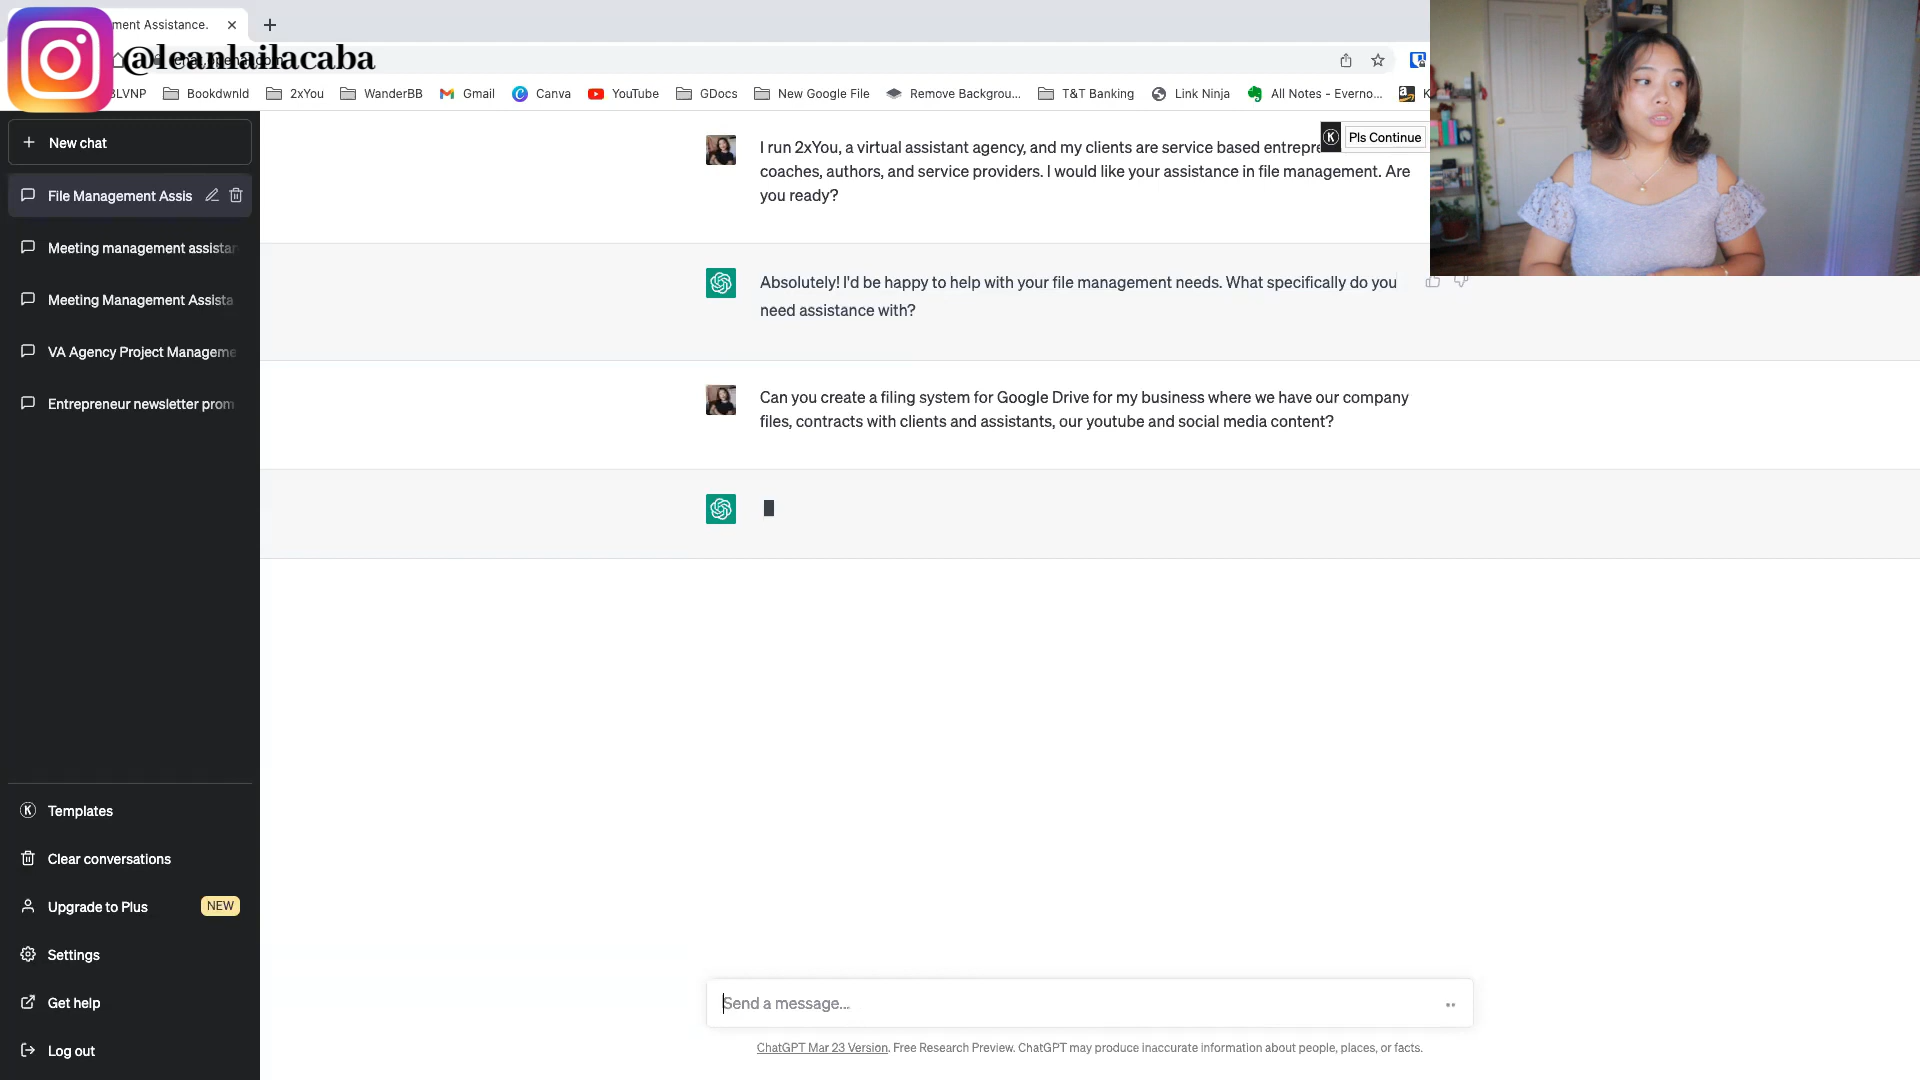 ment Assistance.
@leanlailacaba
BLVNP
Bookdwnld
2xYou
WanderBB
Gmail
Canva
YouTube
GDocs
New Google File
Remove Backgrou...
T&T Banking
Link Ninja
All Notes - Everno...
New chat
File Management Assis
Meeting management assistan
Meeting Management Assista
VA Agency Project Manageme
Entrepreneur newsletter prom
Pls Continue
I run 2xYou, a virtual assistant agency, and my clients are service based entrepre
coaches, authors, and service providers. I would like your assistance in file management. Are
you ready?
Absolutely! I'd be happy to help with your file management needs. What specifically do you
need assistance with?
Can you create a filing system for Google Drive for my business where we have our company
files, contracts with clients and assistants, our youtube and social media content?
Templates
Clear conversations
Upgrade to Plus
NEW
Settings
Get help
Log out
Send a message...
ChatGPT Mar 23 Version. Free Research Preview. ChatGPT may produce inaccurate information about people, places, or facts.